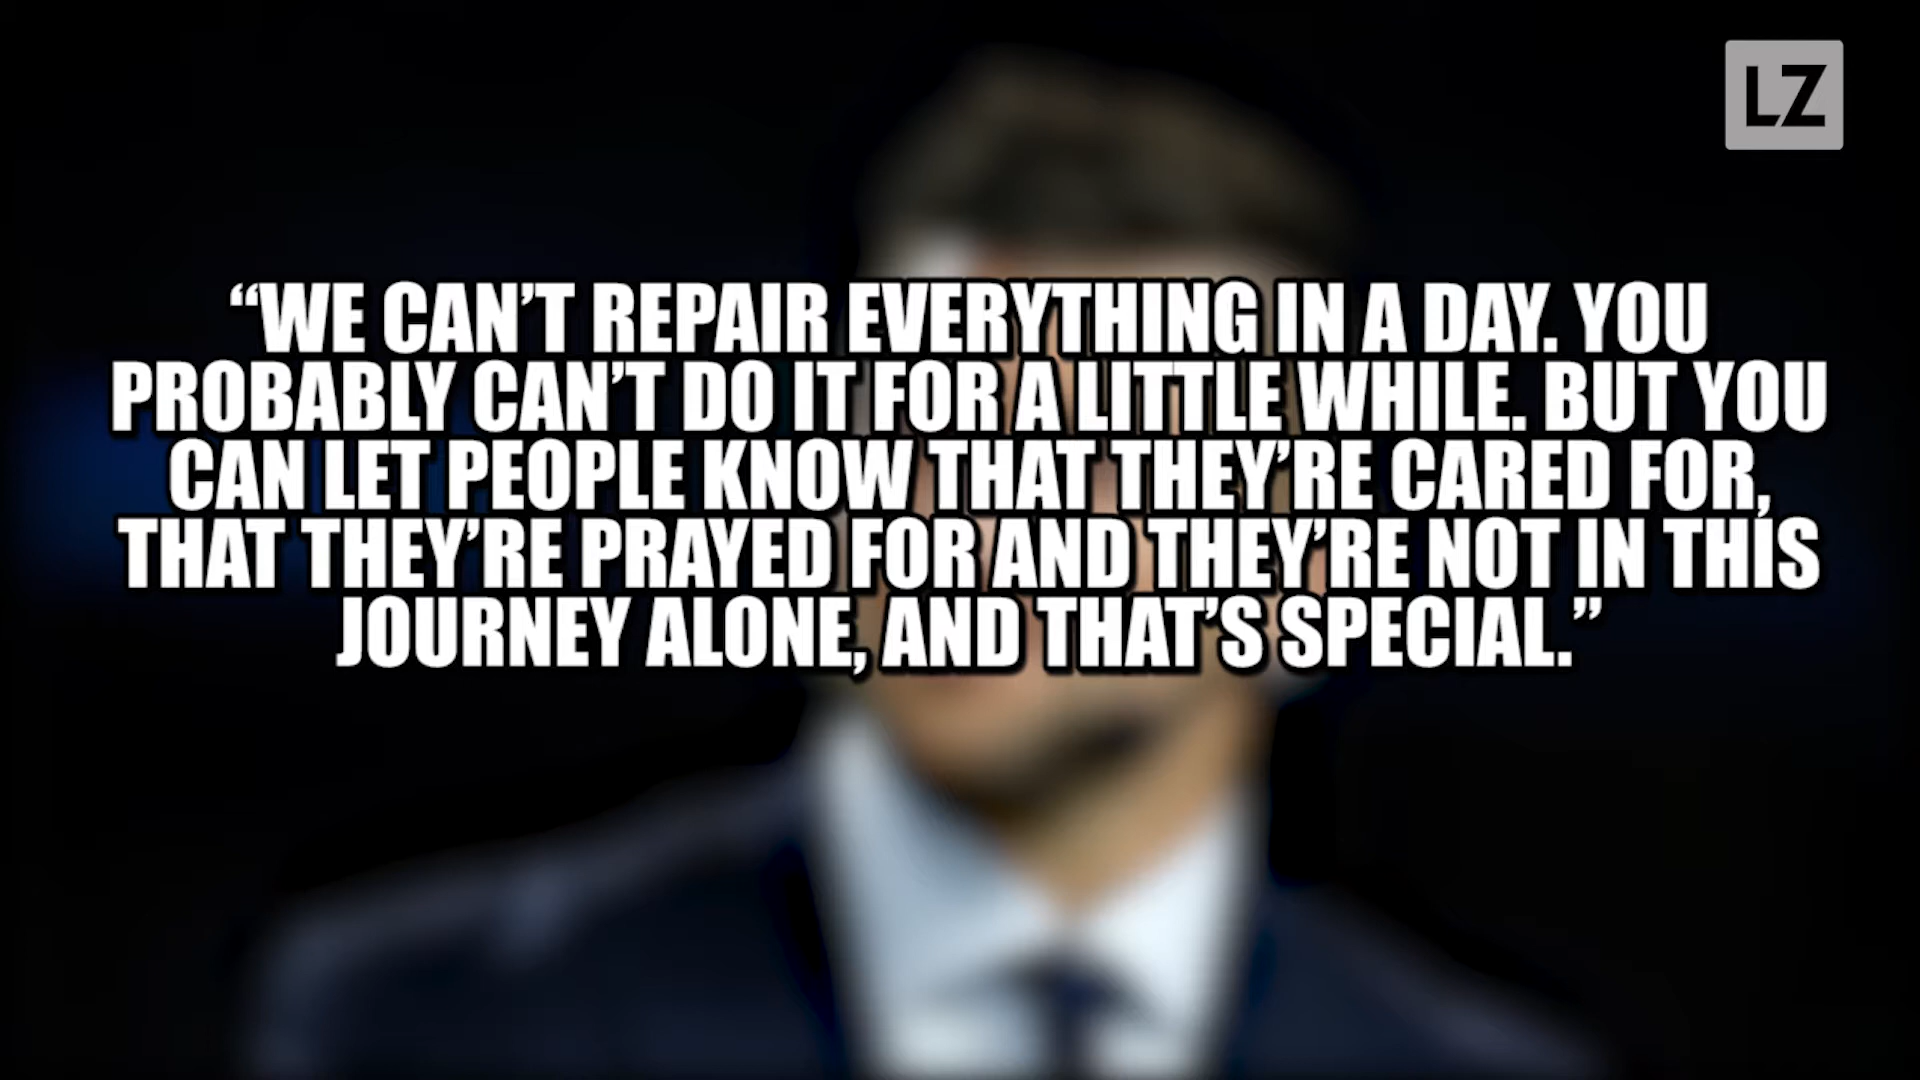 LZ
“WE CAN’T REPAIR EVERYTHING IN A DAY. YOU
PROBABLY CAN’T DO IT FOR A LITTLE WHILE. BUT YOU
CAN LET PEOPLE KNOW THAT THEY’RE CARED FOR,
THAT THEY’RE PRAYED FOR AND THEY’RE NOT IN THIS
JOURNEY ALONE, AND THAT’S SPECIAL.”